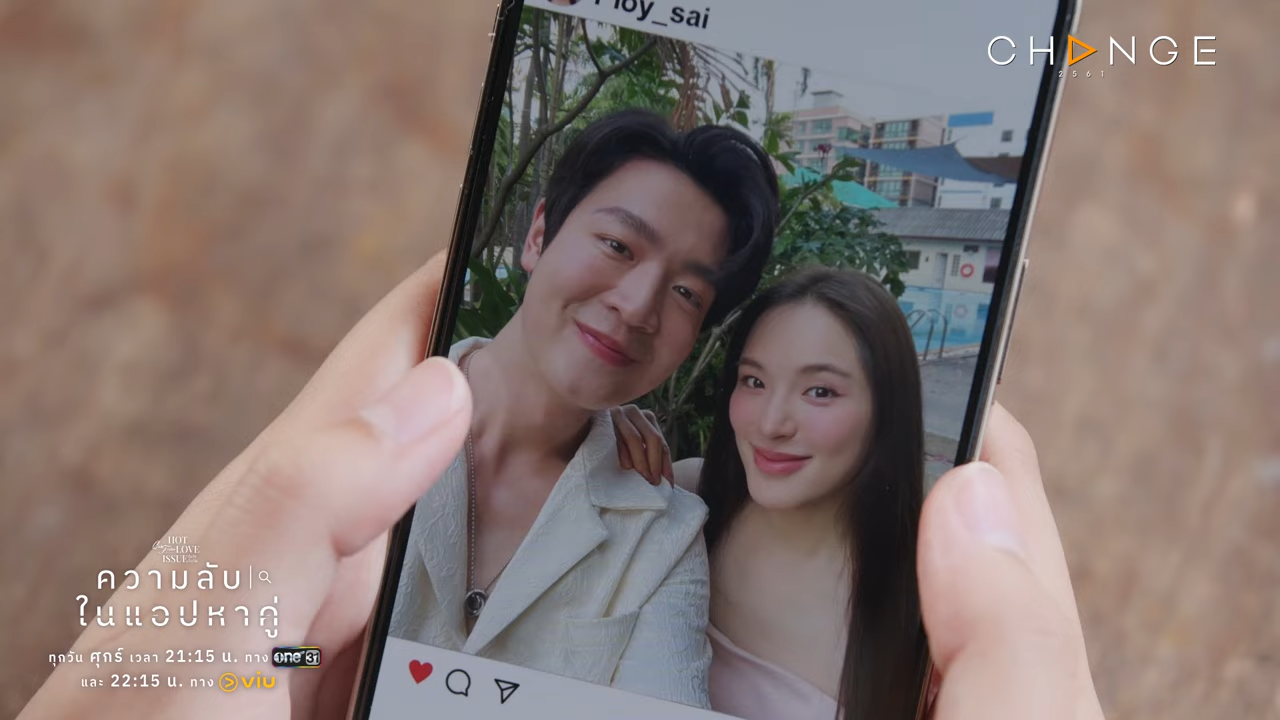 Ploy_sai
CHANGE
2561
HOT
LOVE
ISSUE
ความลับ
ในแอปหาคู่
ทุกวัน ศุกร์ เวลา 21:15 น. ทาง one 31
และ 22:15 น. ทาง viu